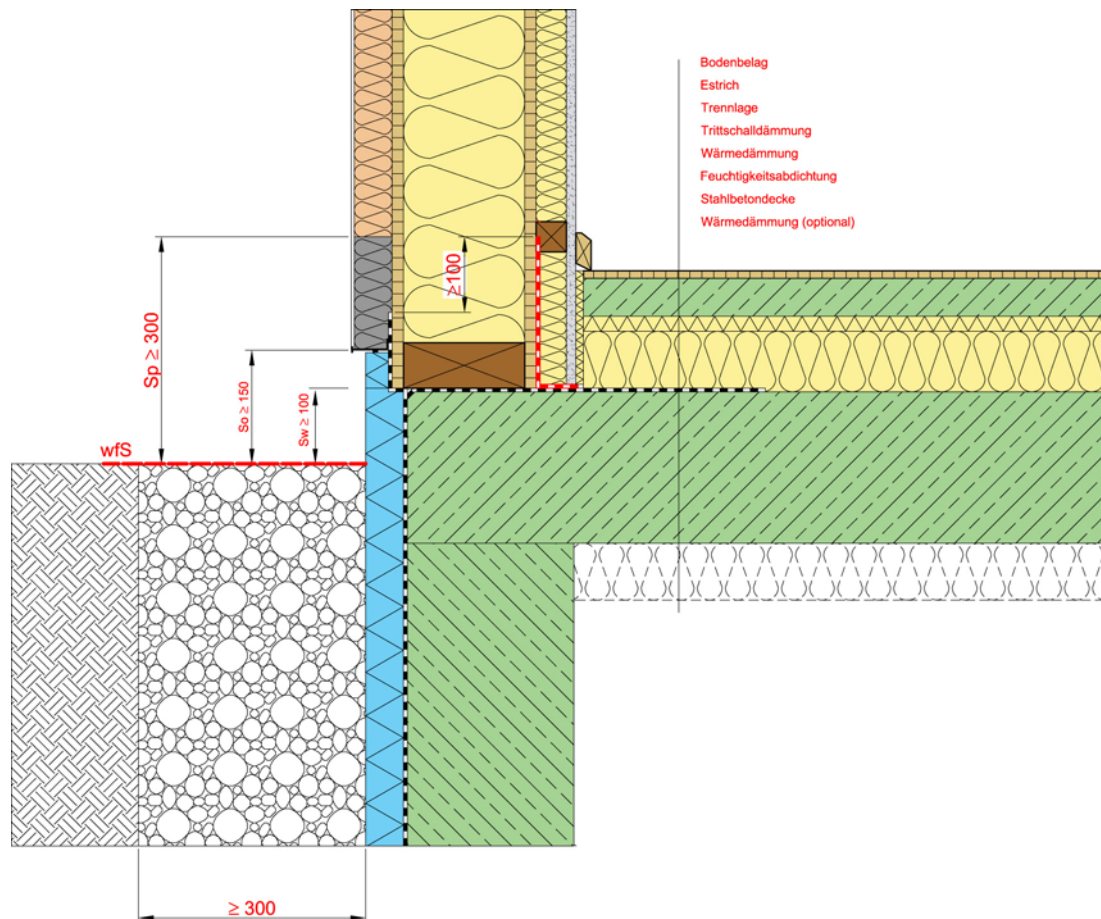 Bodenbelag
Estrich
Trennlage
Trittschalldämmung
Wärmedämmung
Feuchtigkeitsabdichtung
Stahlbetondecke
Wärmedämmung (optional)
≥100
Sp ≥ 300
So ≥ 150
Sw ≥ 100
wfS
≥ 300